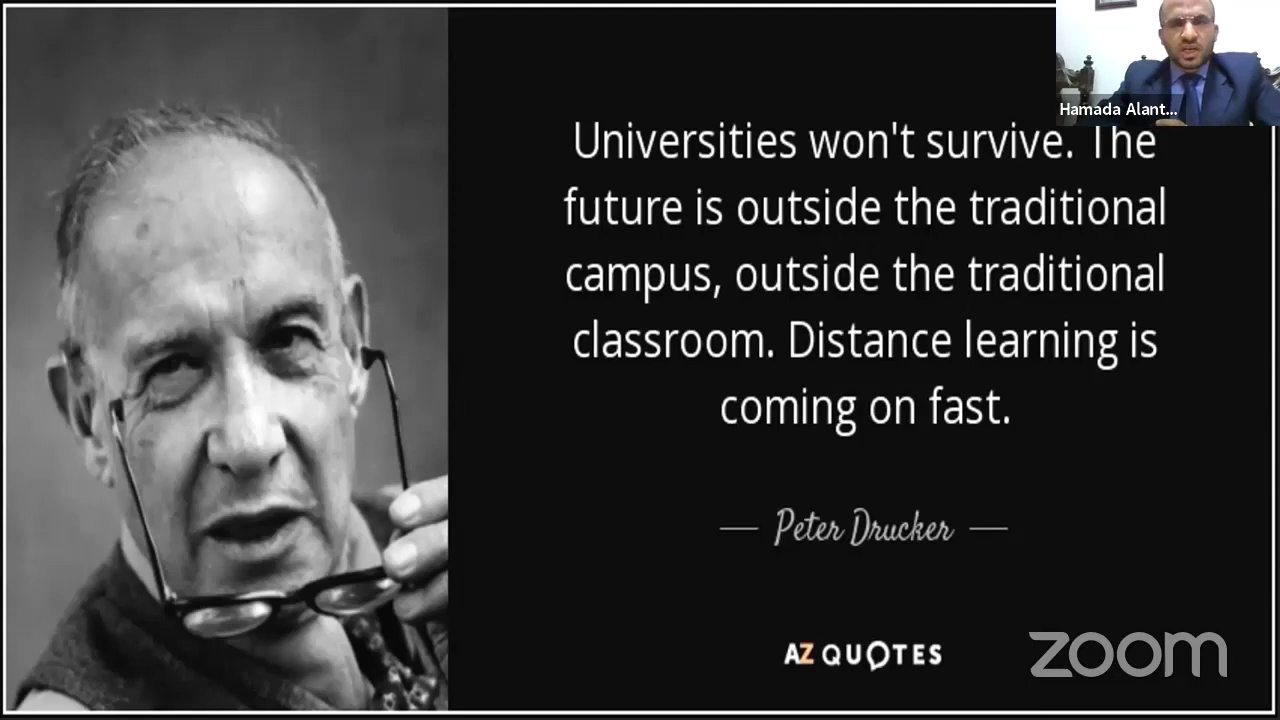 Hamada Alant...
Universities won't survive. The
future is outside the traditional
campus, outside the traditional
classroom. Distance learning is
coming on fast.
— Peter Drucker —
AZ QUOTES
zoom